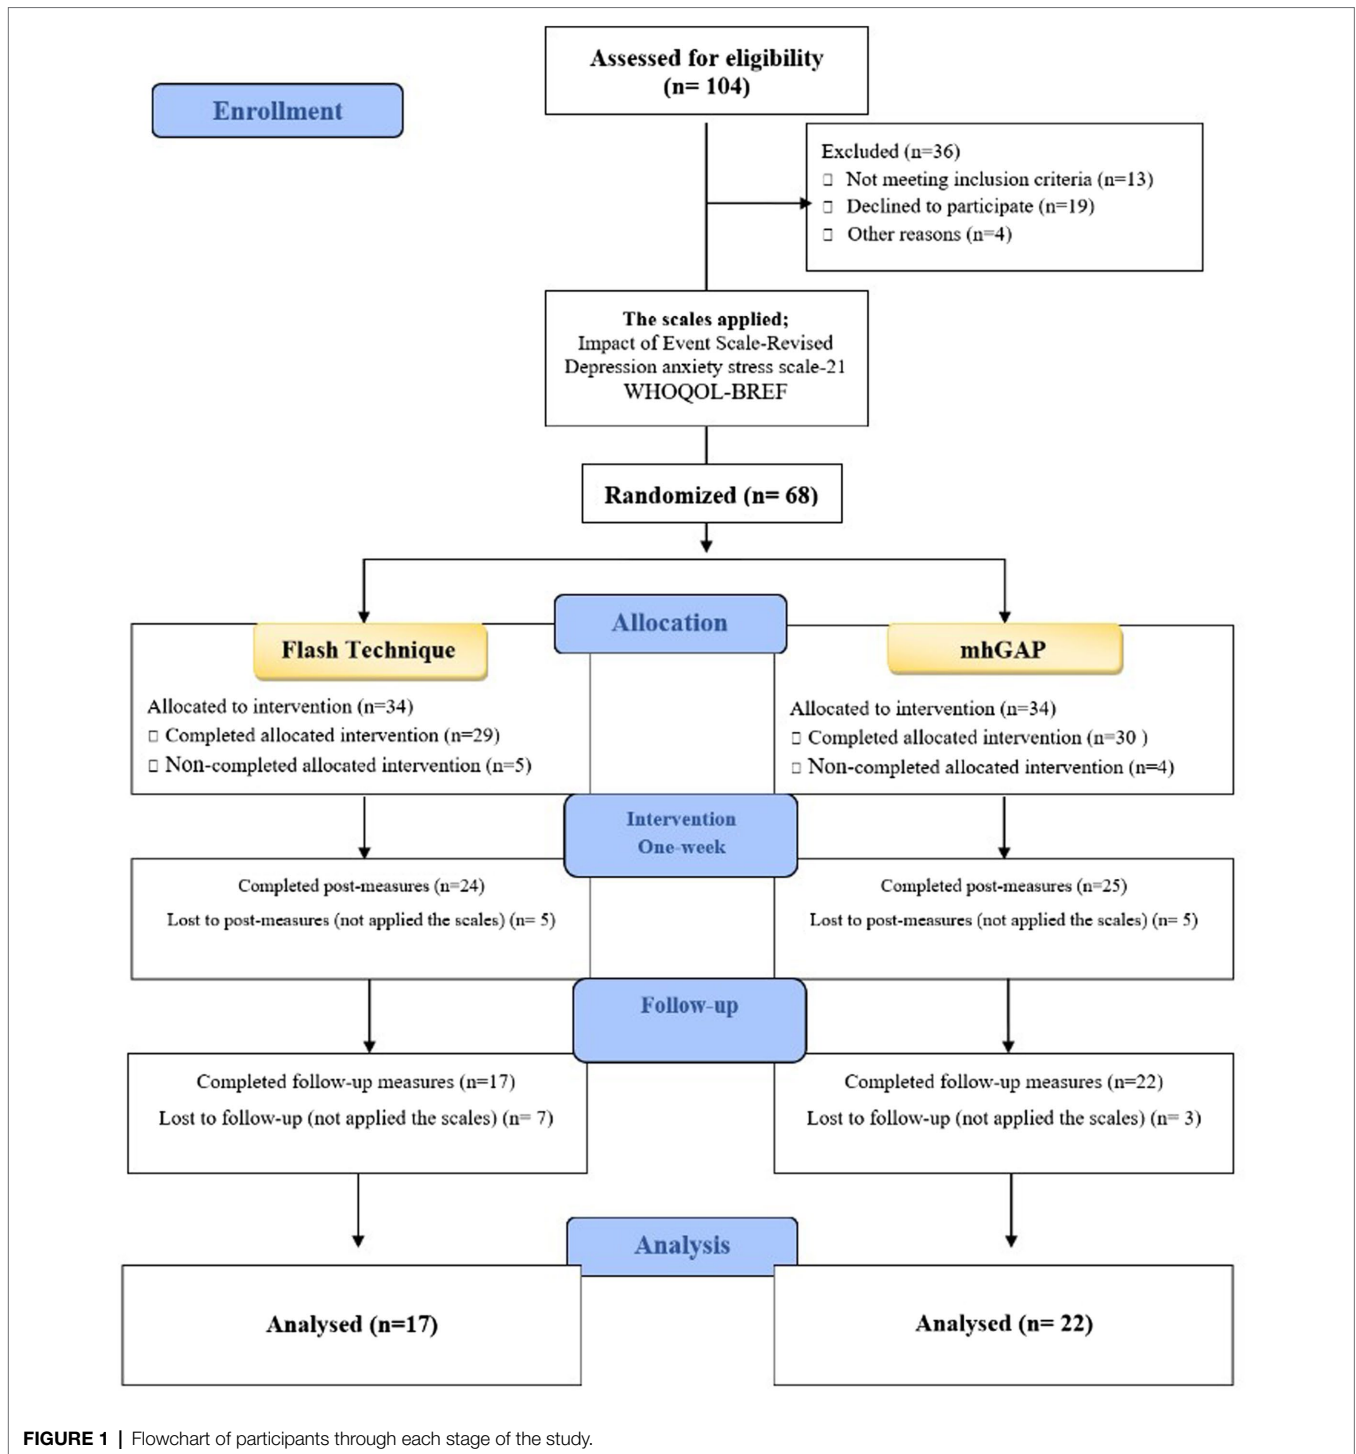 Assessed for eligibility
(n= 104)
Enrollment
Excluded (n=36)
Not meeting inclusion criteria (n=13)
Declined to participate (n=19)
Other reasons (n=4)
The scales applied;
Impact of Event Scale-Revised
Depression anxiety stress scale-21
WHOQOL-BREF
Randomized (n= 68)
Allocation
Flash Technique
Allocated to intervention (n=34)
Completed allocated intervention (n=29)
Non-completed allocated intervention (n=5)
mhGAP
Allocated to intervention (n=34)
Completed allocated intervention (n=30 )
Non-completed allocated intervention (n=4)
Intervention
One-week
Completed post-measures (n=24)
Lost to post-measures (not applied the scales) (n= 5)
Completed post-measures (n=25)
Lost to post-measures (not applied the scales) (n= 5)
Follow-up
Completed follow-up measures (n=17)
Lost to follow-up (not applied the scales) (n= 7)
Completed follow-up measures (n=22)
Lost to follow-up (not applied the scales) (n= 3)
Analysis
Analysed (n=17)
Analysed (n= 22)
FIGURE 1 | Flowchart of participants through each stage of the study.